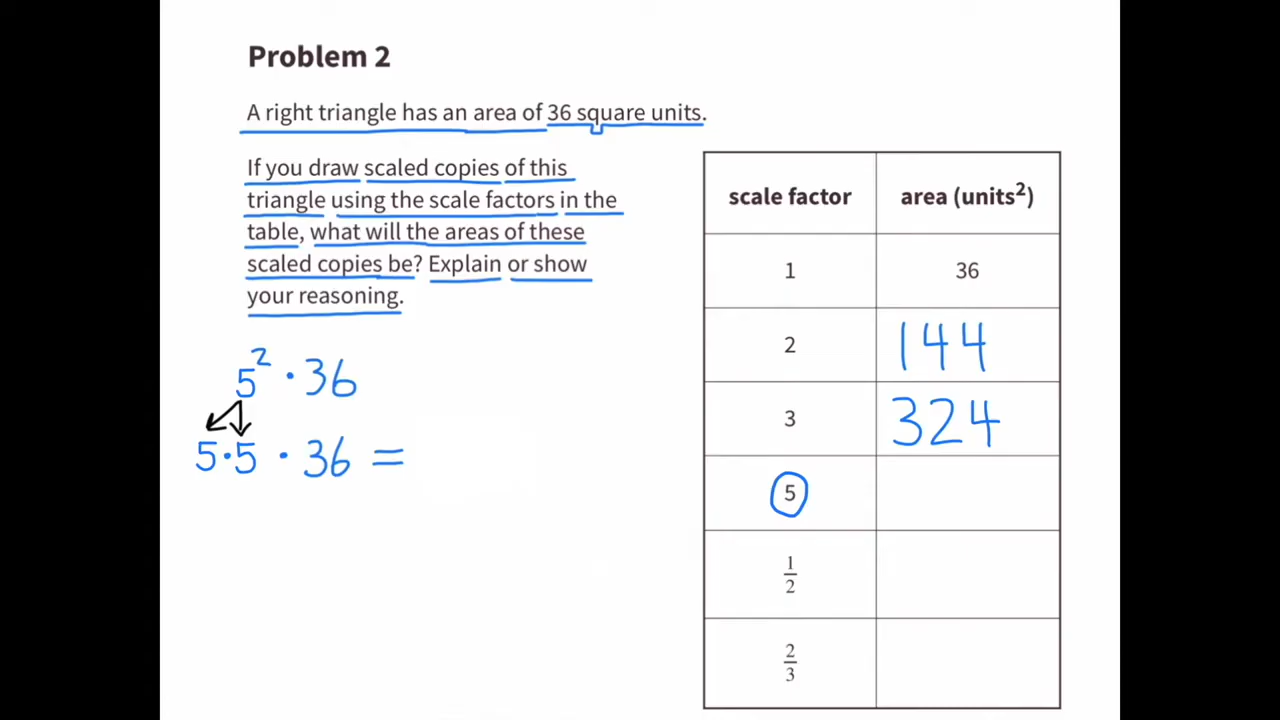 Problem 2
A right triangle has an area of 36 square units.
If you draw scaled copies of this
triangle using the scale factors in the
table, what will the areas of these
scaled copies be? Explain or show
your reasoning.
5² · 36
5·5 · 36 =
scale factor area (units²)
1 36
2 144
3 324
5
1/2
2/3